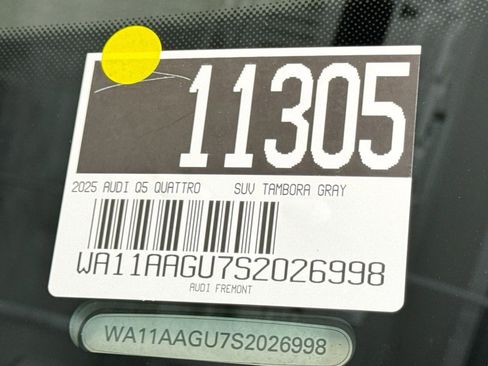 11305
2025 AUDI Q5 QUATTRO SUV TAMBORA GRAY
WA11AAGU7S2026998
AUDI FREMONT
WA11AAGU7S2026998